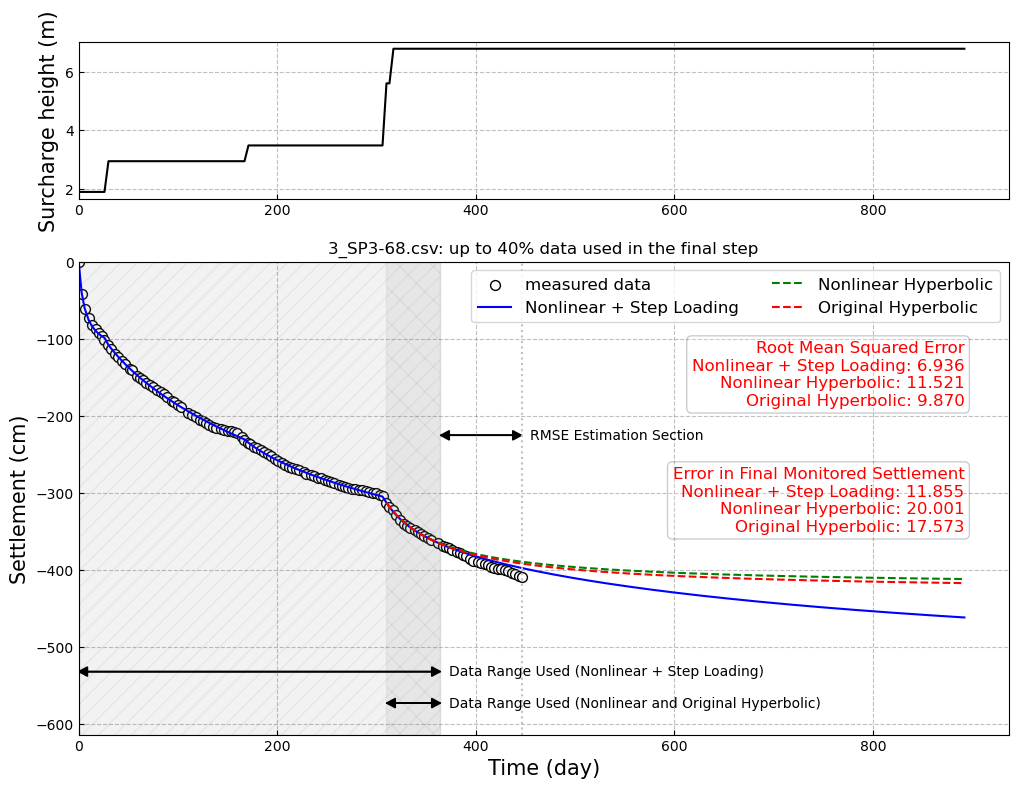 Surcharge height (m)
6
4
2
0 200 400 600 800
3_SP3-68.csv: up to 40% data used in the final step
Settlement (cm)
0
−100
−200
−300
−400
−500
−600
measured data
Nonlinear + Step Loading
Nonlinear Hyperbolic
Original Hyperbolic
Root Mean Squared Error
Nonlinear + Step Loading: 6.936
Nonlinear Hyperbolic: 11.521
Original Hyperbolic: 9.870
RMSE Estimation Section
Error in Final Monitored Settlement
Nonlinear + Step Loading: 11.855
Nonlinear Hyperbolic: 20.001
Original Hyperbolic: 17.573
Data Range Used (Nonlinear + Step Loading)
Data Range Used (Nonlinear and Original Hyperbolic)
0 200 400 600 800
Time (day)